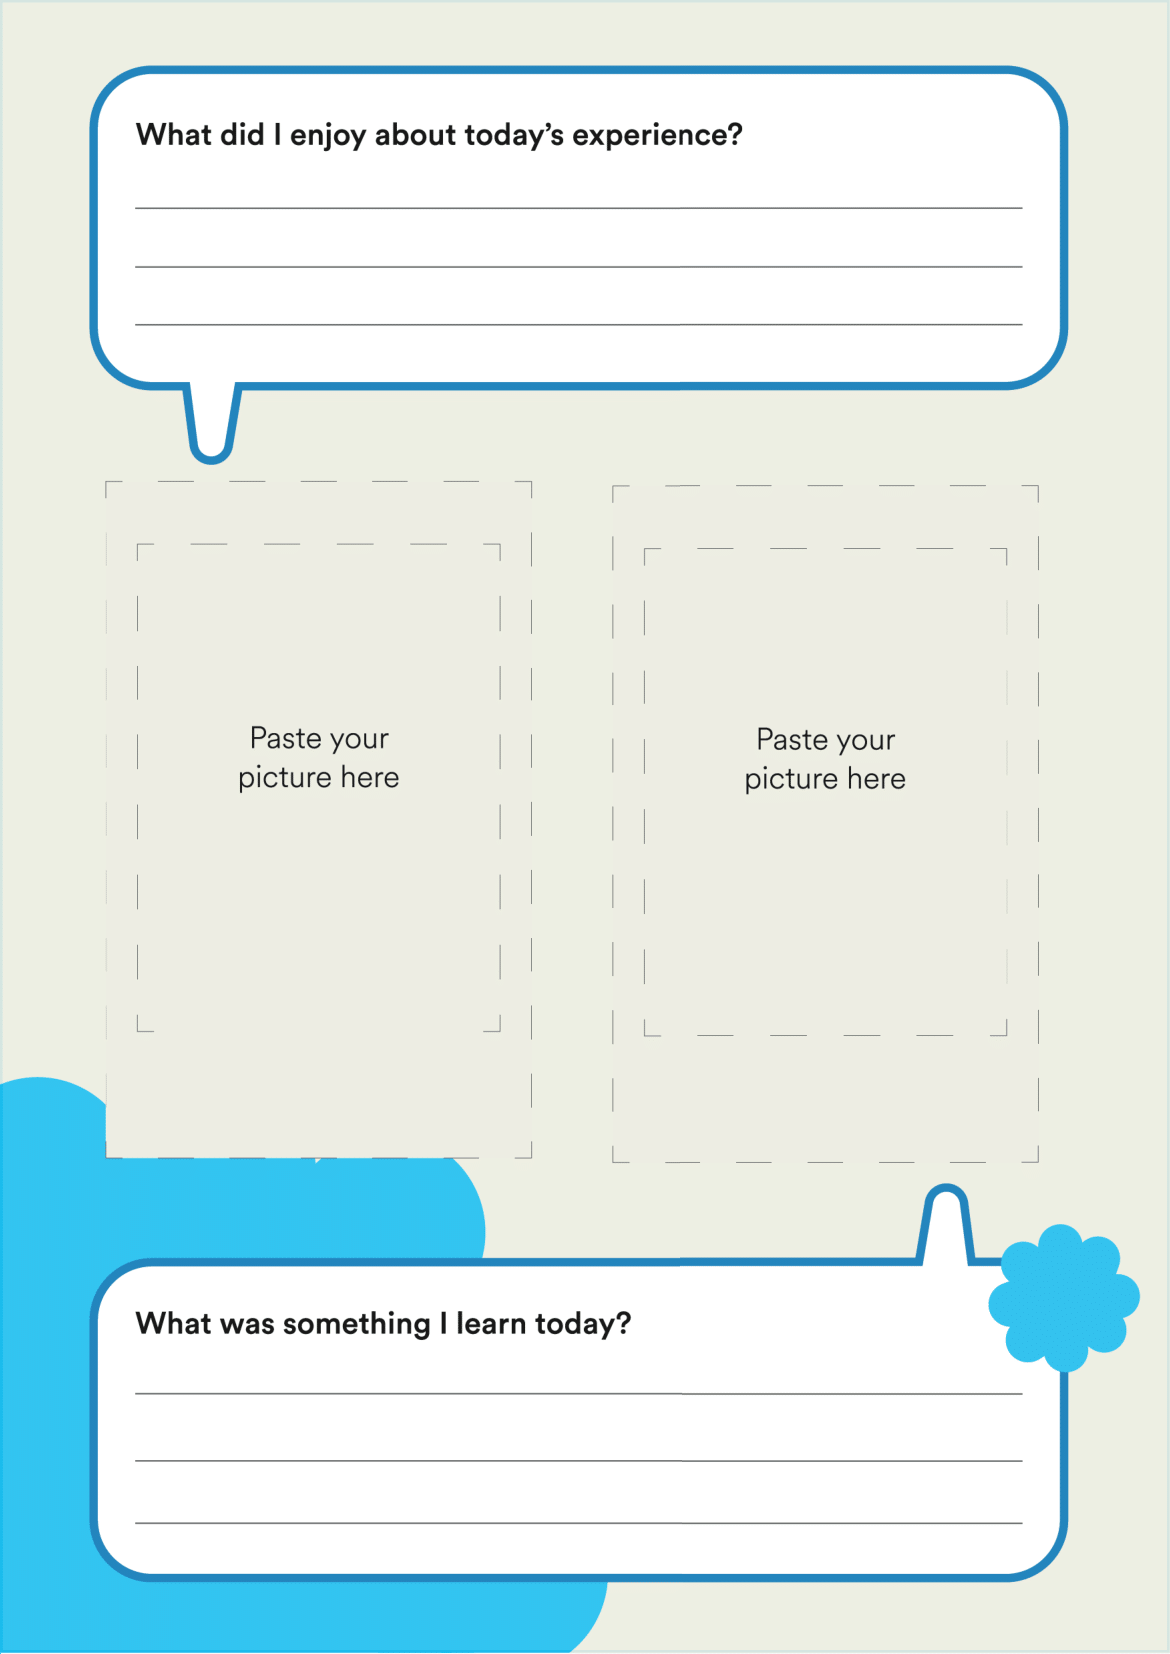 What did I enjoy about today’s experience?
Paste your
picture here
Paste your
picture here
What was something I learn today?